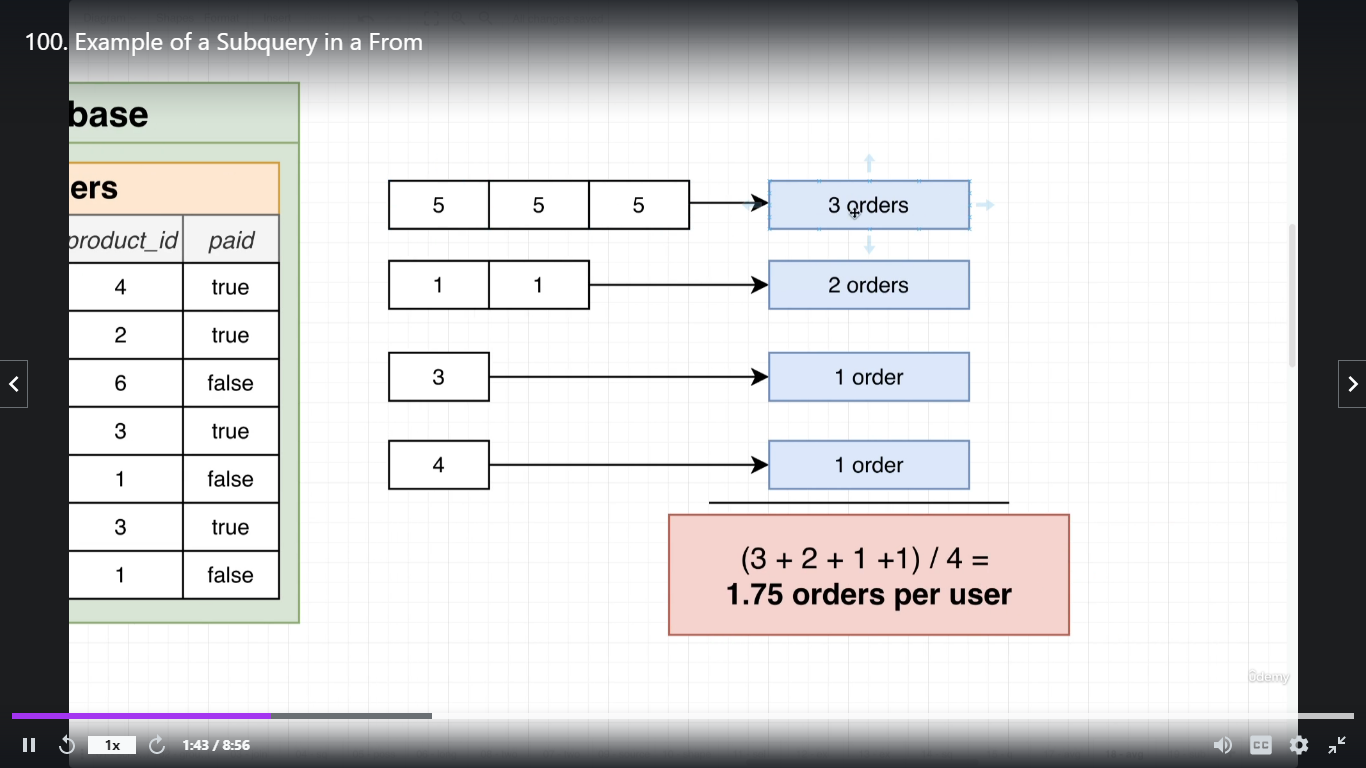 100. Example of a Subquery in a From
base
ers
product_id paid
4 true
2 true
6 false
3 true
1 false
3 true
1 false
5 5 5 3 orders
1 1 2 orders
3 1 order
4 1 order
(3 + 2 + 1 +1) / 4 =
1.75 orders per user
ûdemy
1x 1:43 / 8:56 CC